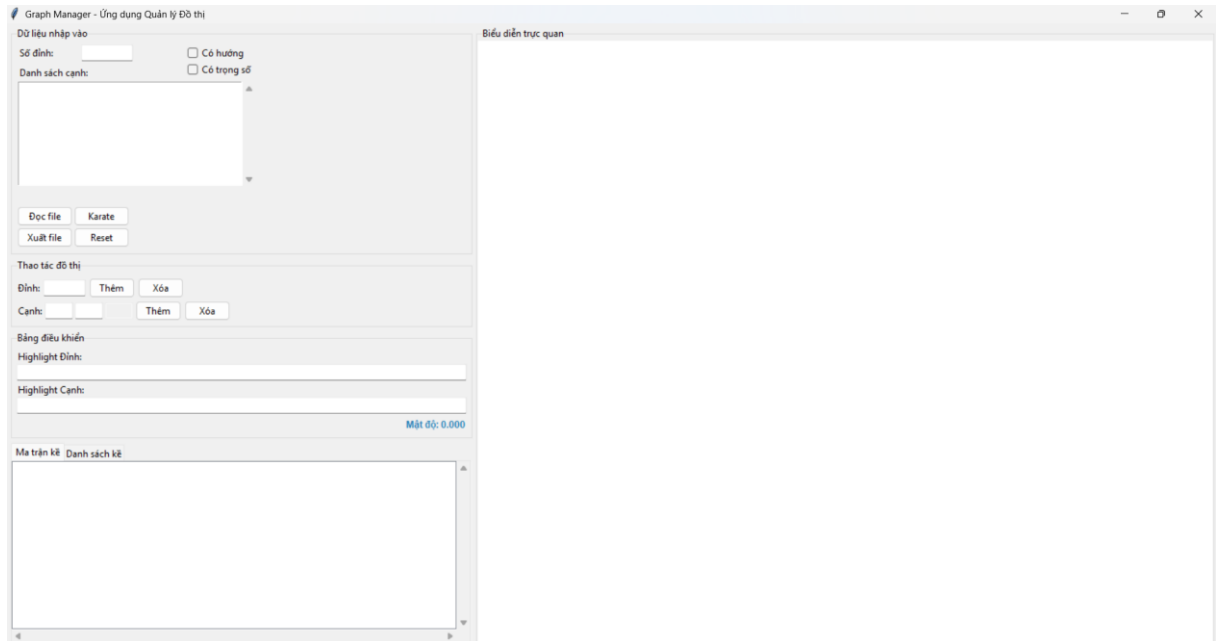 Graph Manager - Ứng dụng Quản lý Đồ thị
Dữ liệu nhập vào
Số đỉnh:
Có hướng
Danh sách cạnh:
Có trọng số
Đọc file
Karate
Xuất file
Reset
Thao tác đồ thị
Đỉnh:
Thêm
Xóa
Cạnh:
Thêm
Xóa
Bảng điều khiển
Highlight Đỉnh:
Highlight Cạnh:
Mật độ: 0.000
Ma trận kề
Danh sách kề
Biểu diễn trực quan